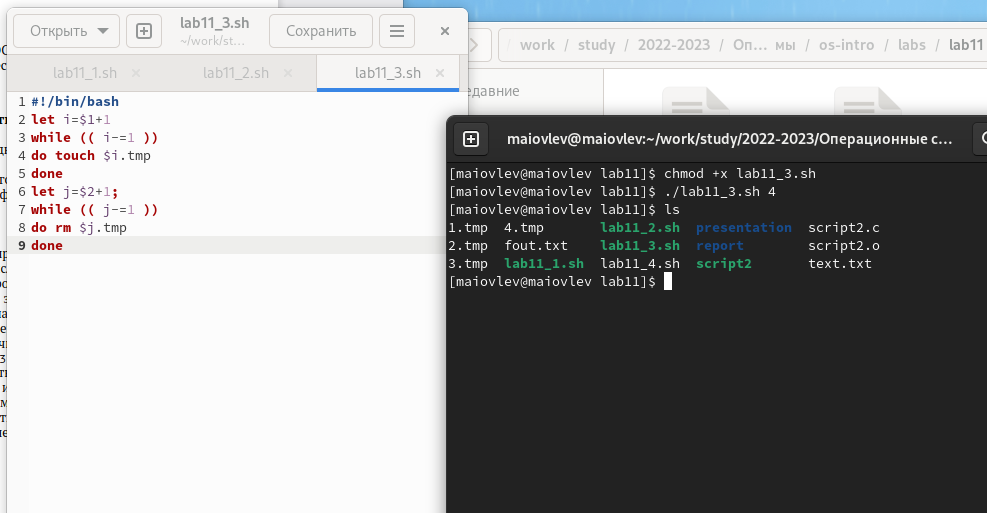 Открыть
lab11_3.sh
~/work/st…
Сохранить
lab11_1.sh
lab11_2.sh
lab11_3.sh
1 #!/bin/bash
2 let i=$1+1
3 while (( i-=1 ))
4 do touch $i.tmp
5 done
6 let j=$2+1;
7 while (( j-=1 ))
8 do rm $j.tmp
9 done
/ work / study / 2022-2023 / Оп… мы / os-intro / labs / lab11
едавние
maiovlev@maiovlev:~/work/study/2022-2023/Операционные с…
[maiovlev@maiovlev lab11]$ chmod +x lab11_3.sh
[maiovlev@maiovlev lab11]$ ./lab11_3.sh 4
[maiovlev@maiovlev lab11]$ ls
1.tmp 4.tmp lab11_2.sh presentation script2.c
2.tmp fout.txt lab11_3.sh report script2.o
3.tmp lab11_1.sh lab11_4.sh script2 text.txt
[maiovlev@maiovlev lab11]$